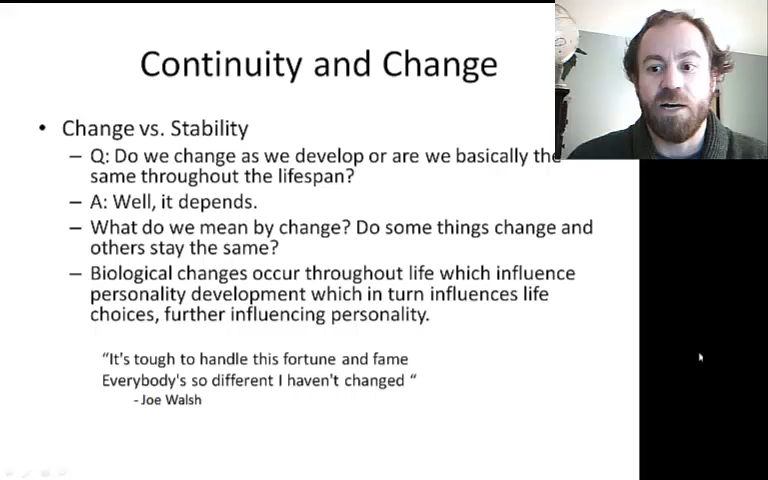 Continuity and Change
• Change vs. Stability
– Q: Do we change as we develop or are we basically the
same throughout the lifespan?
– A: Well, it depends.
– What do we mean by change? Do some things change and
others stay the same?
– Biological changes occur throughout life which influence
personality development which in turn influences life
choices, further influencing personality.
“It's tough to handle this fortune and fame
Everybody's so different I haven't changed “
- Joe Walsh